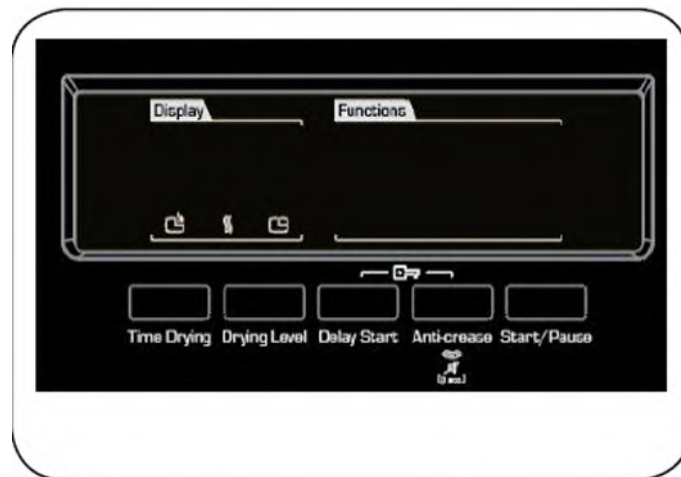 Display Functions
Time Drying Drying Level Delay Start Anti-crease Start/Pause